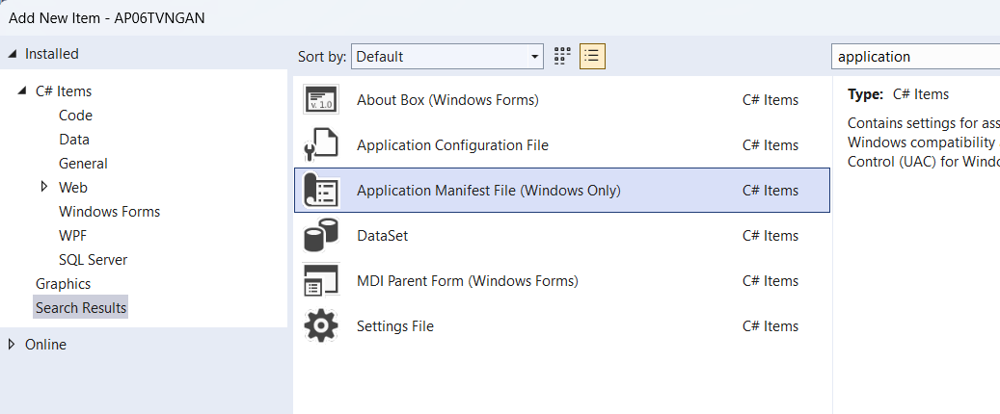 Add New Item - AP06TVNGAN
Installed
Sort by: Default
application
C# Items
Code
Data
General
Web
Windows Forms
WPF
SQL Server
Graphics
Search Results
Online
About Box (Windows Forms) C# Items
v. 1.0
Application Configuration File C# Items
Application Manifest File (Windows Only) C# Items
DataSet C# Items
MDI Parent Form (Windows Forms) C# Items
Settings File C# Items
Type: C# Items
Contains settings for ass
Windows compatibility
Control (UAC) for Windo